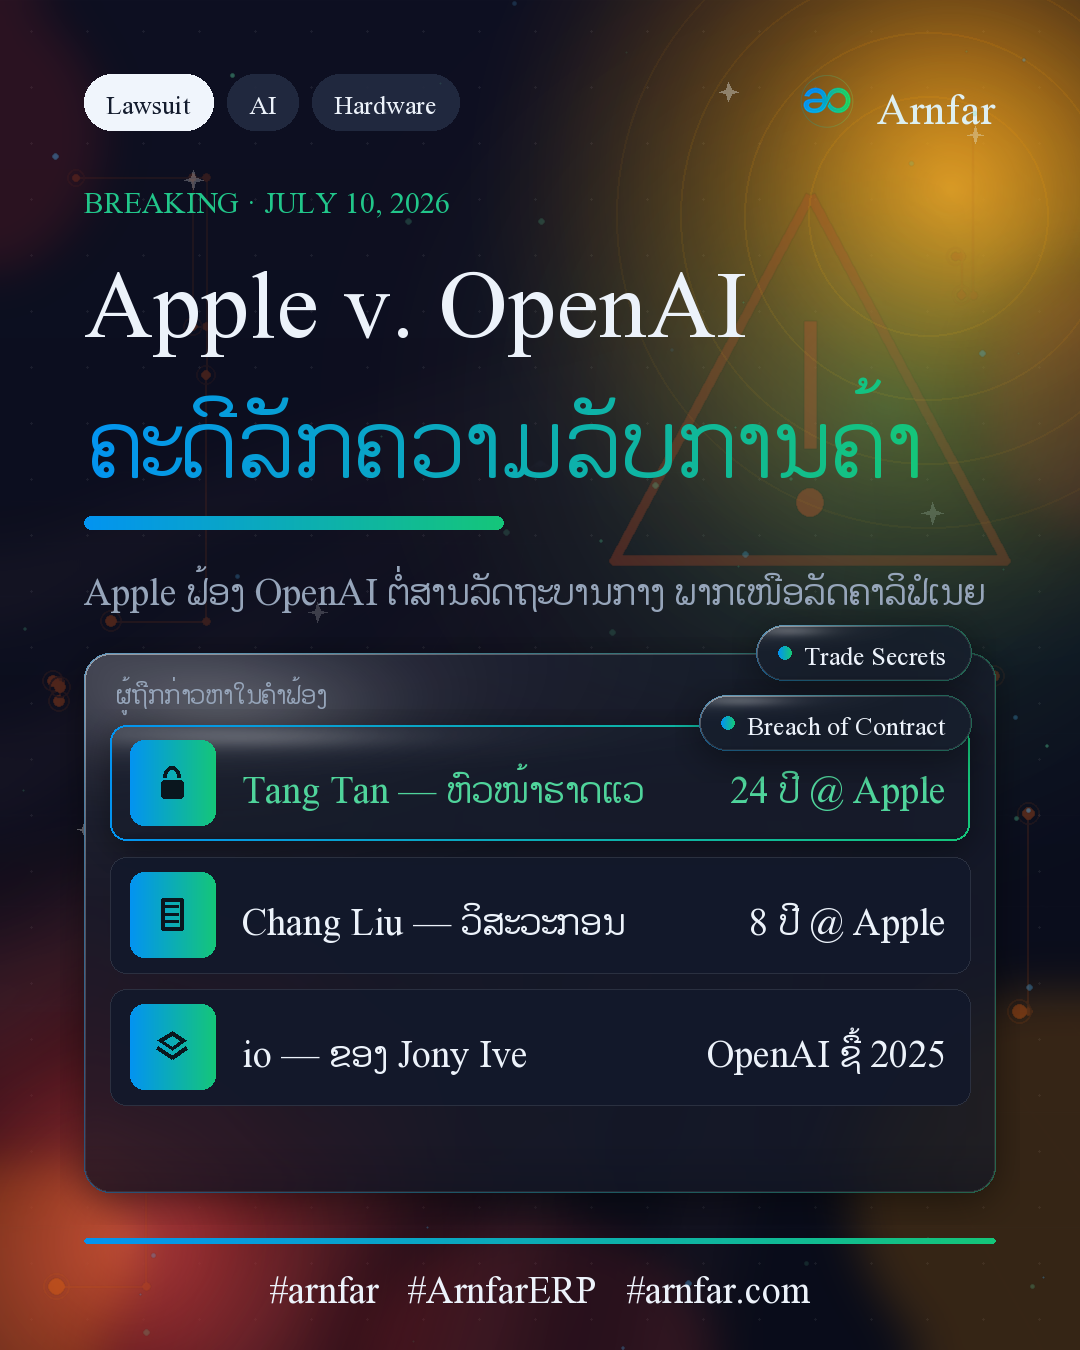 Lawsuit AI Hardware
Arnfar
BREAKING · JULY 10, 2026
Apple v. OpenAI
ຄະດີລັກຄວາມລັບການຄ້າ
Apple ຟ້ອງ OpenAI ຕໍ່ສານລັດຖະບານກາງ ພາກເໜືອລັດຄາລິຟໍເນຍ
Trade Secrets
ຜູ້ຖືກກ່າວຫາໃນຄຳຟ້ອງ
Breach of Contract
Tang Tan — ຫົວໜ້າຮາດແວ 24 ປີ @ Apple
Chang Liu — ວິສະວະກອນ 8 ປີ @ Apple
io — ຂອງ Jony Ive OpenAI ຊື້ 2025
#arnfar #ArnfarERP #arnfar.com